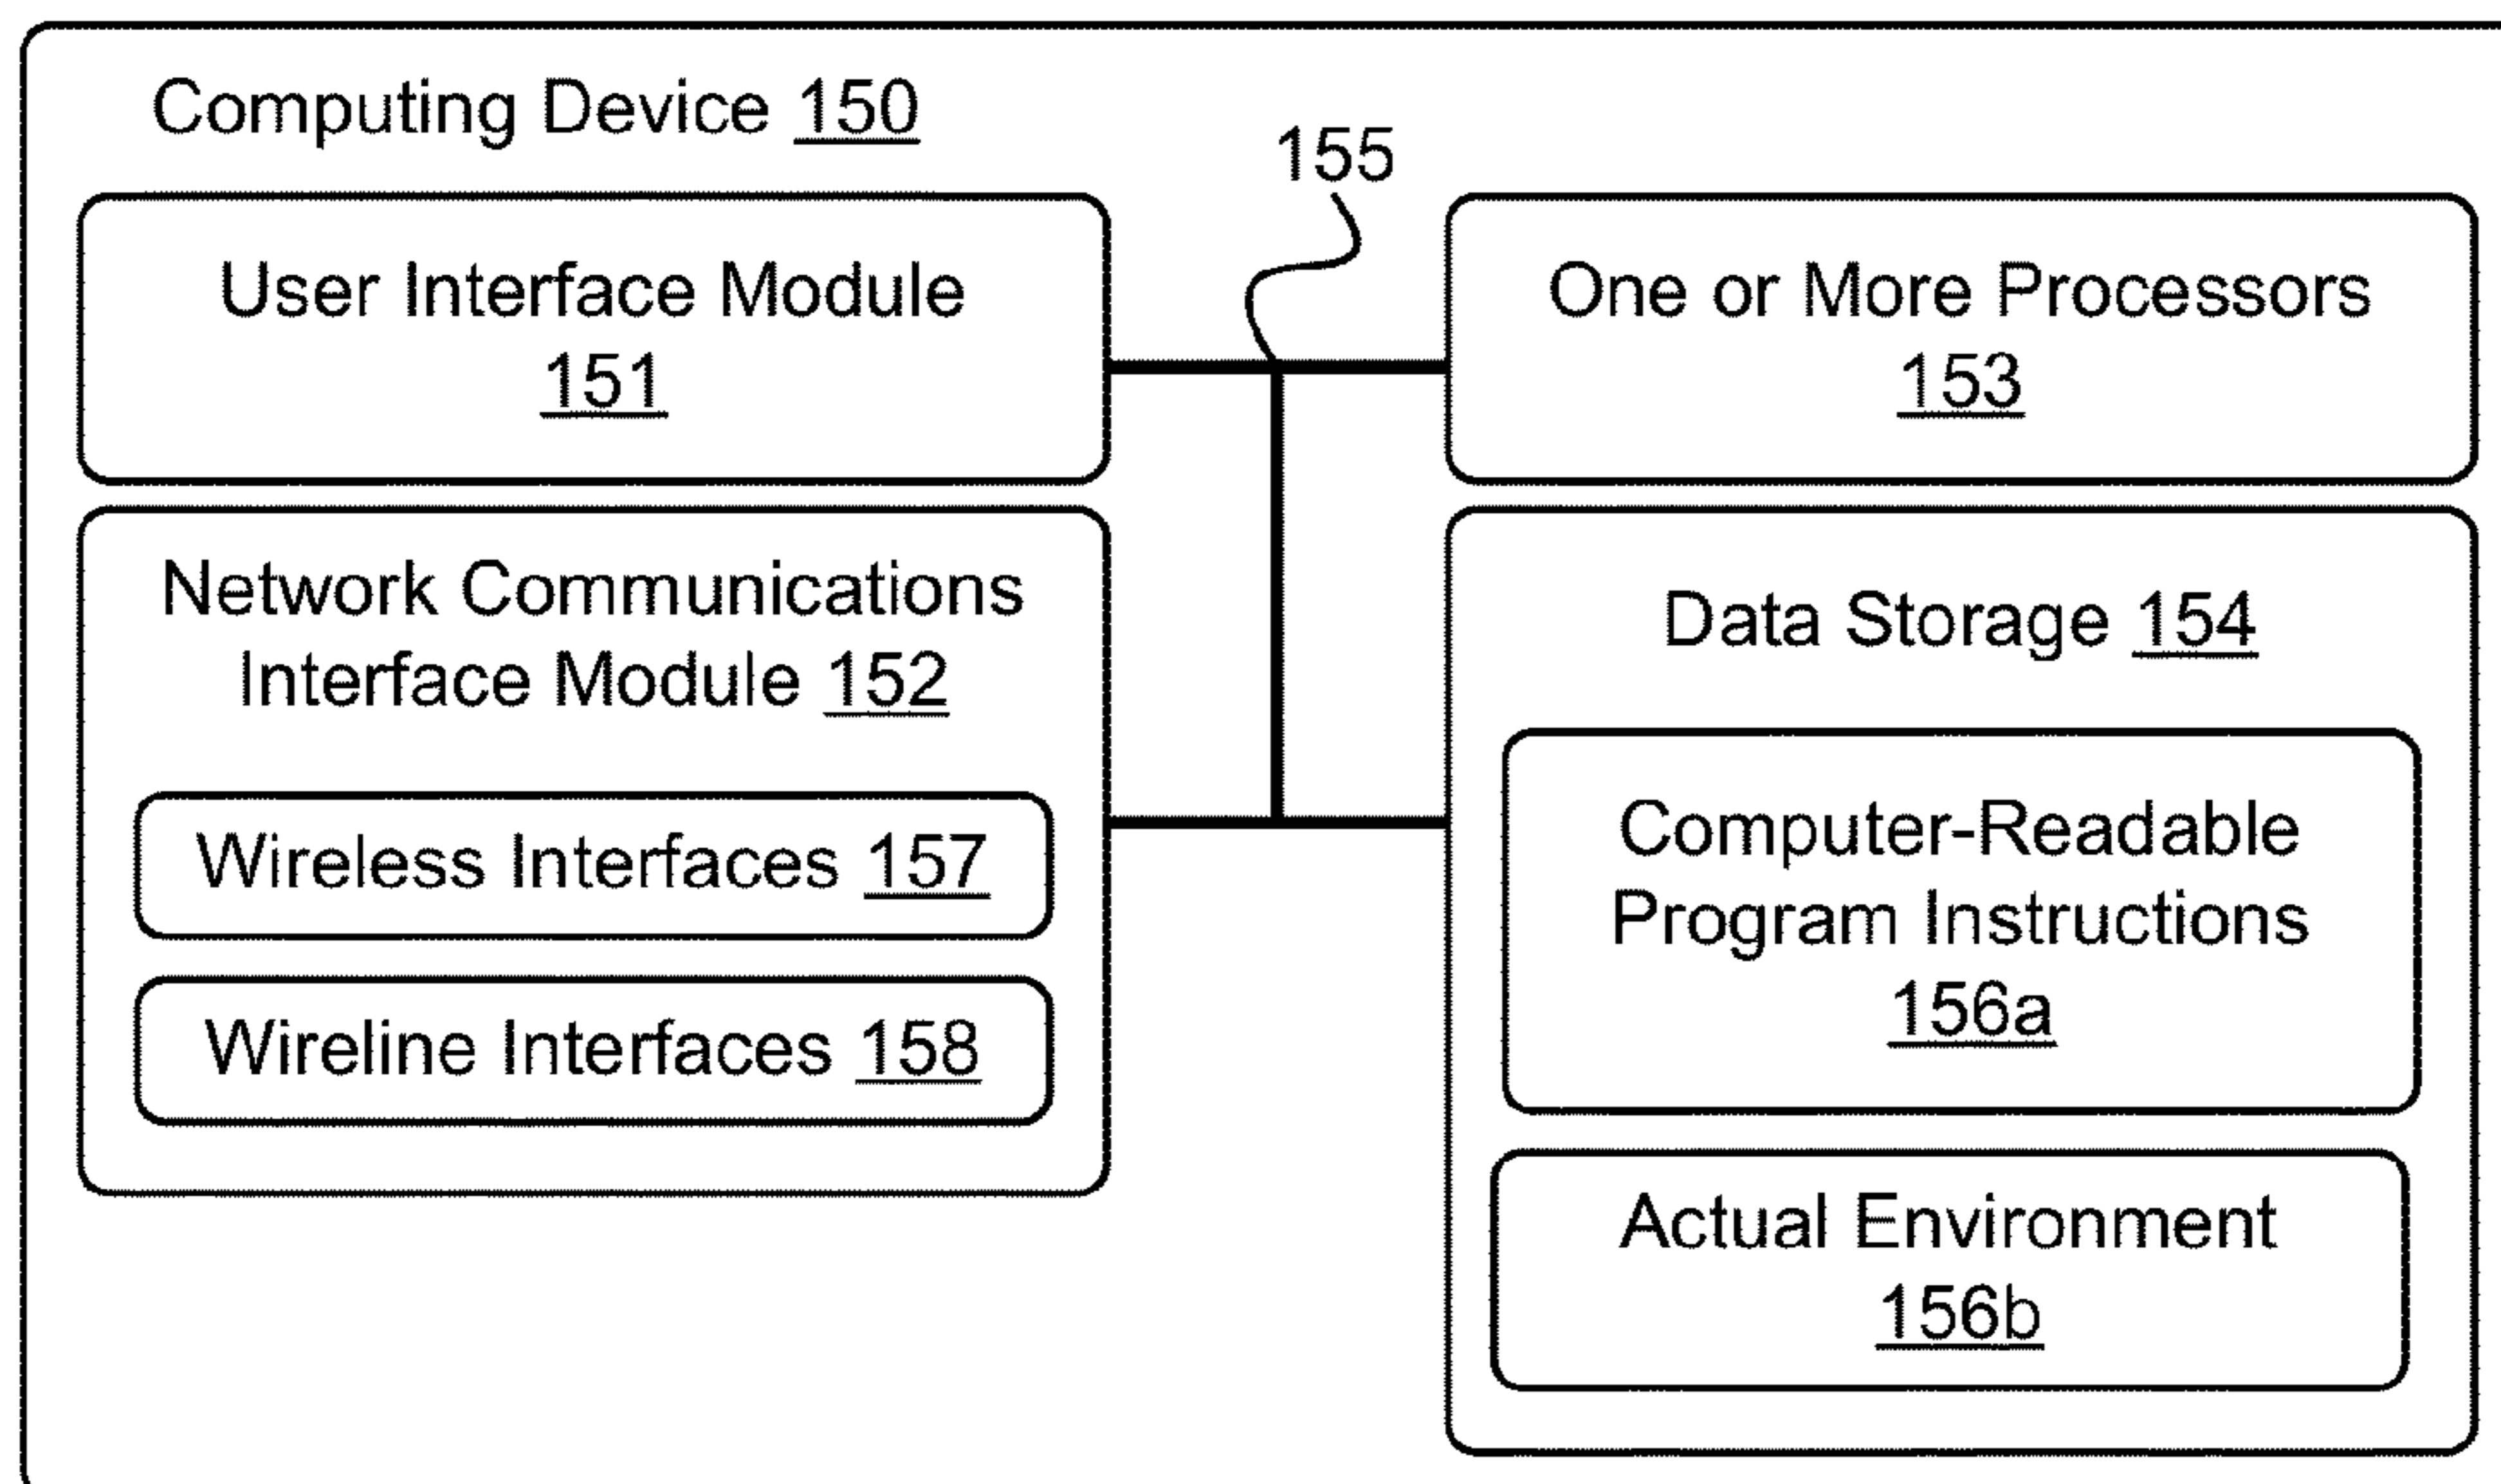 Computing Device 150
155
User Interface Module
151
One or More Processors
153
Network Communications
Interface Module 152
Wireless Interfaces 157
Wireline Interfaces 158
Data Storage 154
Computer-Readable
Program Instructions
156a
Actual Environment
156b